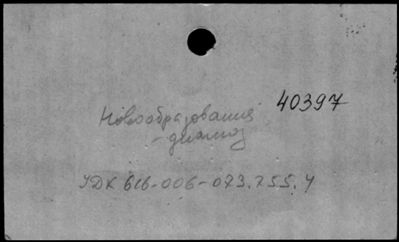 40397
Новообразования
-диагноз
УДК 616-006-073.755.4